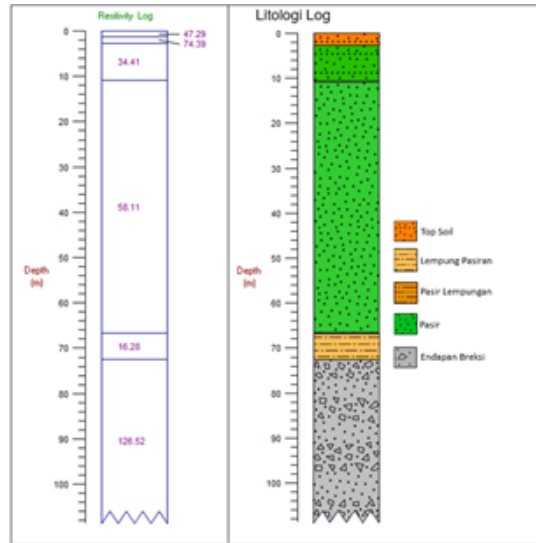 Resitivity Log
0
10
20
30
40
50
60
70
80
90
100
Depth
[m]
47.29
74.39
34.41
58.11
16.28
126.52
Litologi Log
0
10
20
30
40
50
60
70
80
90
100
Depth
[m]
Top Soil
Lempung Pasiran
Pasir Lempungan
Pasir
Endapan Breksi